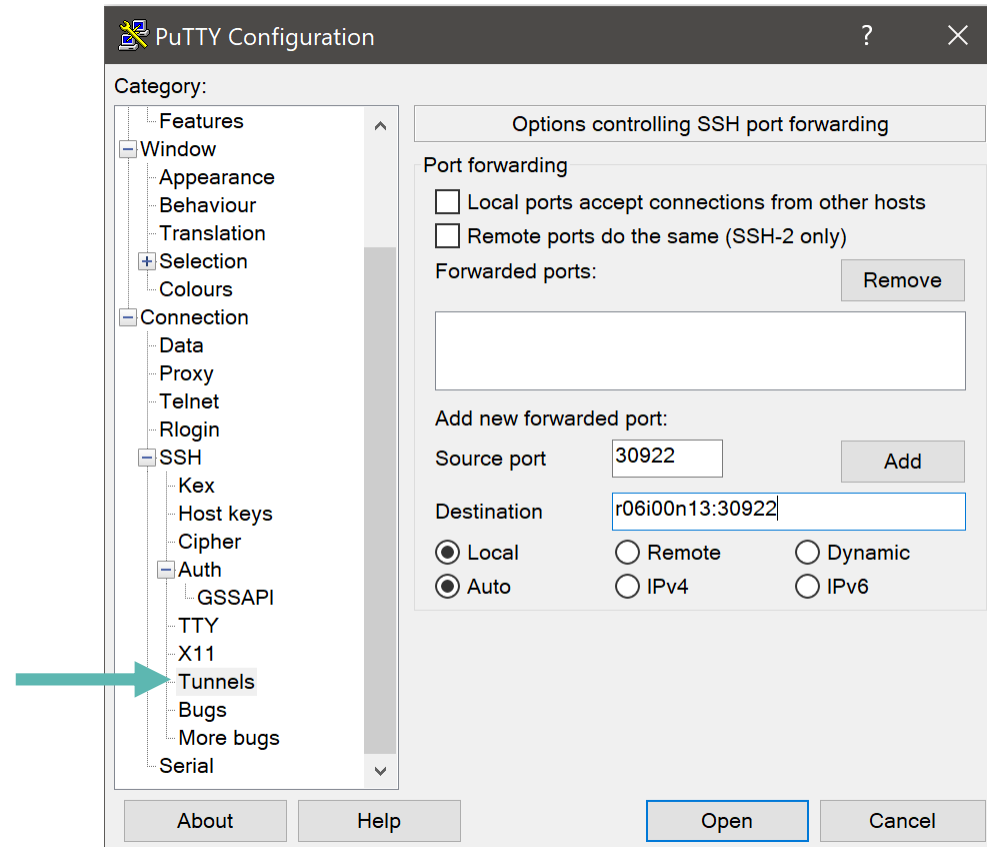 PuTTY Configuration
?
Category:
Features
Window
Appearance
Behaviour
Translation
Selection
Colours
Connection
Data
Proxy
Telnet
Rlogin
SSH
Kex
Host keys
Cipher
Auth
GSSAPI
TTY
X11
Tunnels
Bugs
More bugs
Serial
Options controlling SSH port forwarding
Port forwarding
Local ports accept connections from other hosts
Remote ports do the same (SSH-2 only)
Forwarded ports:
Remove
Add new forwarded port:
Source port 30922 Add
Destination r06i00n13:30922
Local Remote Dynamic
Auto IPv4 IPv6
About Help Open Cancel